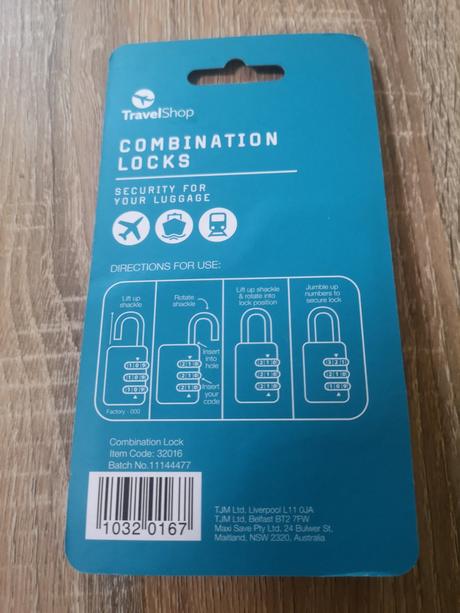 TravelShop
COMBINATION
LOCKS
SECURITY FOR
YOUR LUGGAGE
DIRECTIONS FOR USE:
Lift up
shackle
Factory - 000
Rotate
shackle
Insert
into
hole
Insert
your
code
Lift up shackle
& rotate into
lock position
Jumble up
numbers to
secure lock
Combination Lock
Item Code: 32016
Batch No.11144477
1032 0167
TJM Ltd, Liverpool L11 0JA
TJM Ltd, Belfast BT2 7FW
Maxi Save Pty Ltd, 24 Bulwer St,
Maitland, NSW 2320, Australia